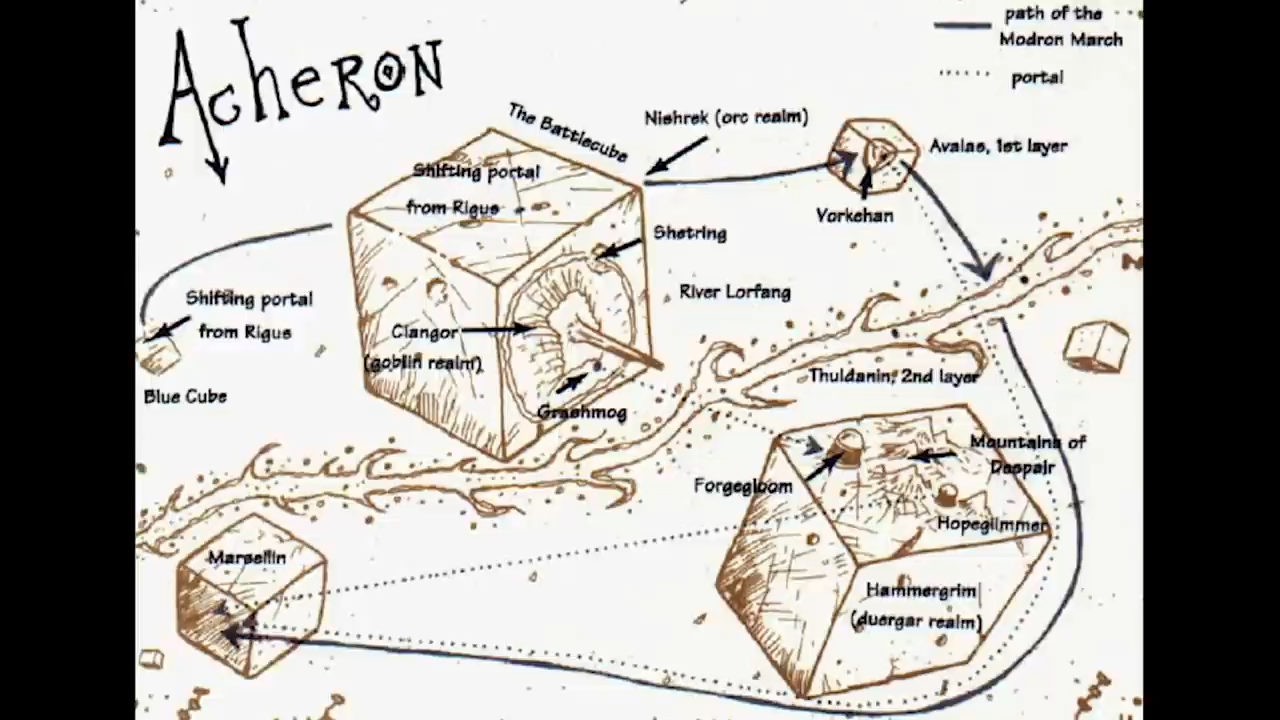 AcheRON
path of the
Modron March
portal
The Battlecube
Nishrek (orc realm)
Avalas, 1st layer
Shifting portal
from Rigus
Vorkehan
Shetring
River Lorfang
Shifting portal
from Rigus
Clangor
(goblin realm)
Blue Cube
Grashmog
Thuldanin, 2nd layer
Mountains of
Despair
Forgegloom
Hopeglimmer
Marsellin
Hammergrim
(duergar realm)